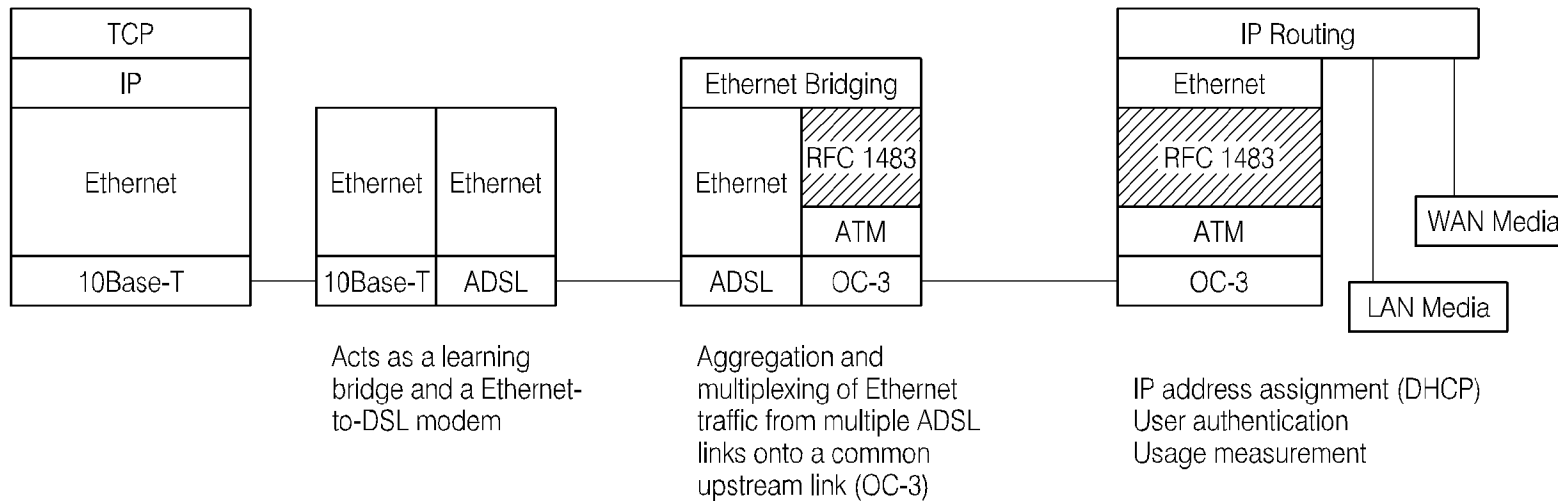 TCP
IP
Ethernet
10Base-T
Ethernet
Ethernet
10Base-T
ADSL
Acts as a learning
bridge and a Ethernet-
to-DSL modem
Ethernet Bridging
Ethernet
RFC 1483
ATM
ADSL
OC-3
Aggregation and
multiplexing of Ethernet
traffic from multiple ADSL
links onto a common
upstream link (OC-3)
IP Routing
Ethernet
RFC 1483
ATM
OC-3
WAN Media
LAN Media
IP address assignment (DHCP)
User authentication
Usage measurement